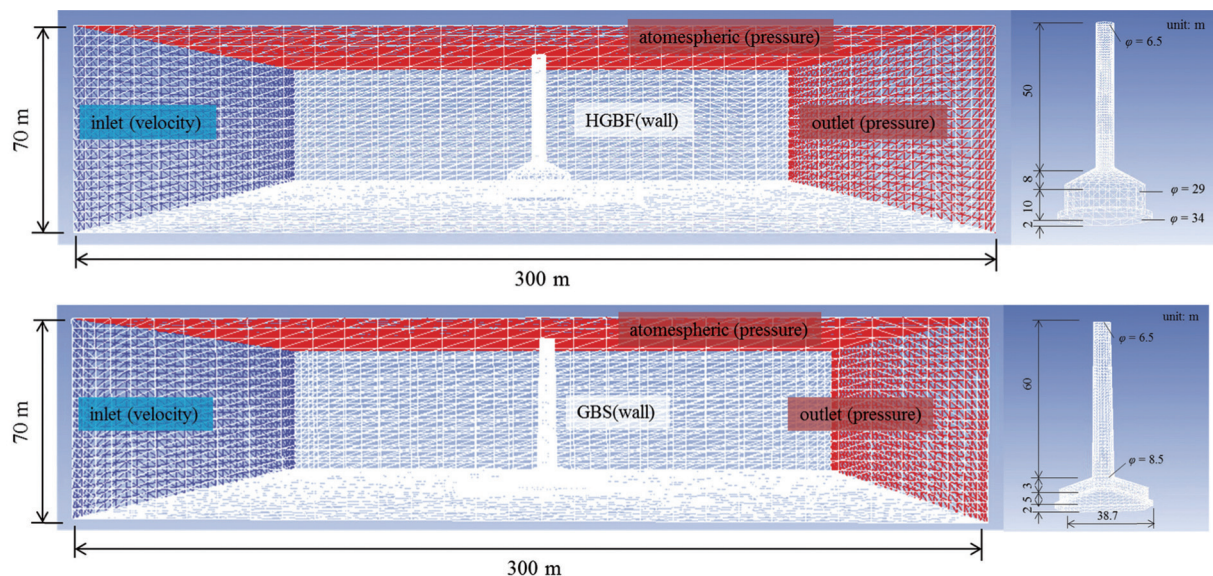 atomespheric (pressure)
unit: m
φ = 6.5
70 m
inlet (velocity)
HGBF(wall)
outlet (pressure)
50
8
10
2
φ = 29
φ = 34
300 m
atomespheric (pressure)
unit: m
φ = 6.5
70 m
inlet (velocity)
GBS(wall)
outlet (pressure)
60
φ = 8.5
3
5
2
38.7
300 m